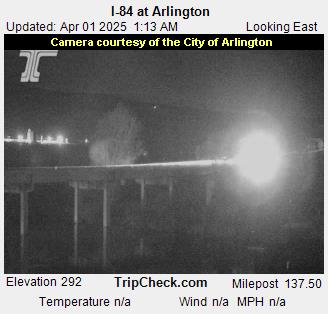 I-84 at Arlington
Updated: Apr 01 2025 1:13 AM Looking East
Camera courtesy of the City of Arlington
Elevation 292 TripCheck.com Milepost 137.50
Temperature n/a Wind n/a MPH n/a